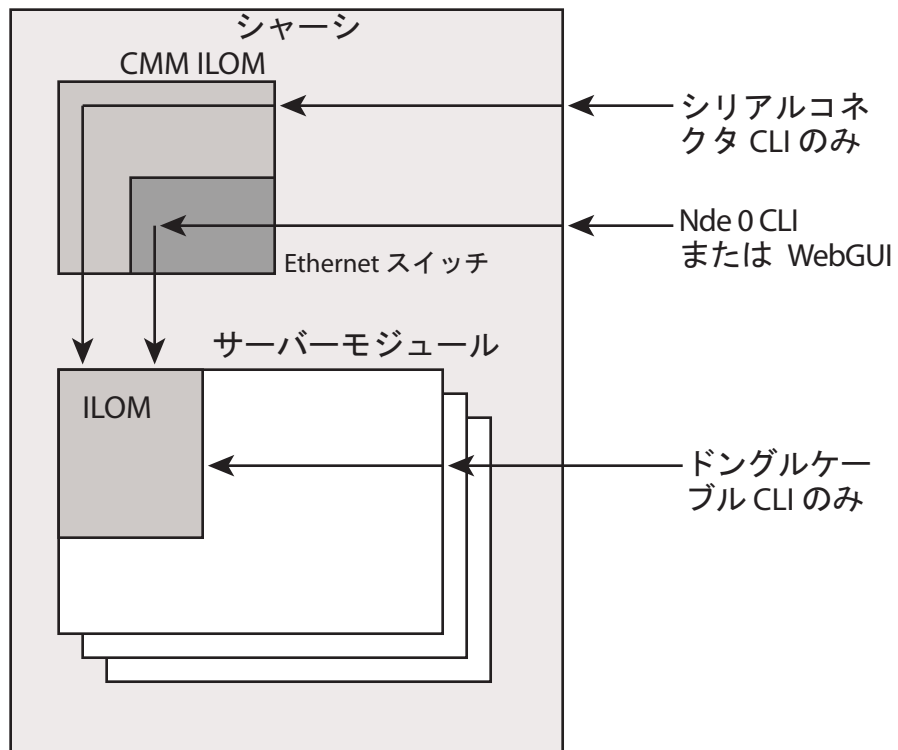 シャーシ
CMM ILOM
シリアルコネ
クタ CLI のみ
Nde 0 CLI
または WebGUI
Ethernet スイッチ
サーバーモジュール
ILOM
ドングルケー
ブル CLI のみ